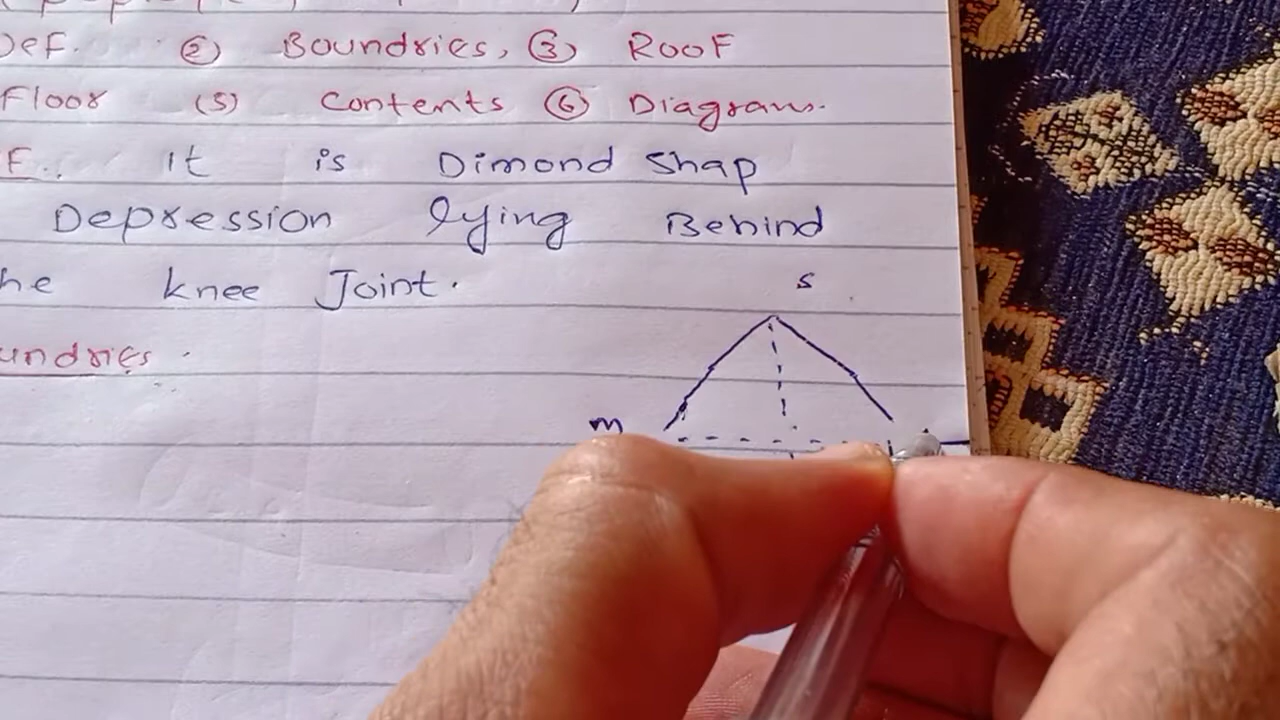 DeF. ② Boundries, ③ RooF
Floor (5) Contents ⑥ Diagram.
It is Dimond Shap
Depression lying Behind
he knee Joint.
s
undries
m